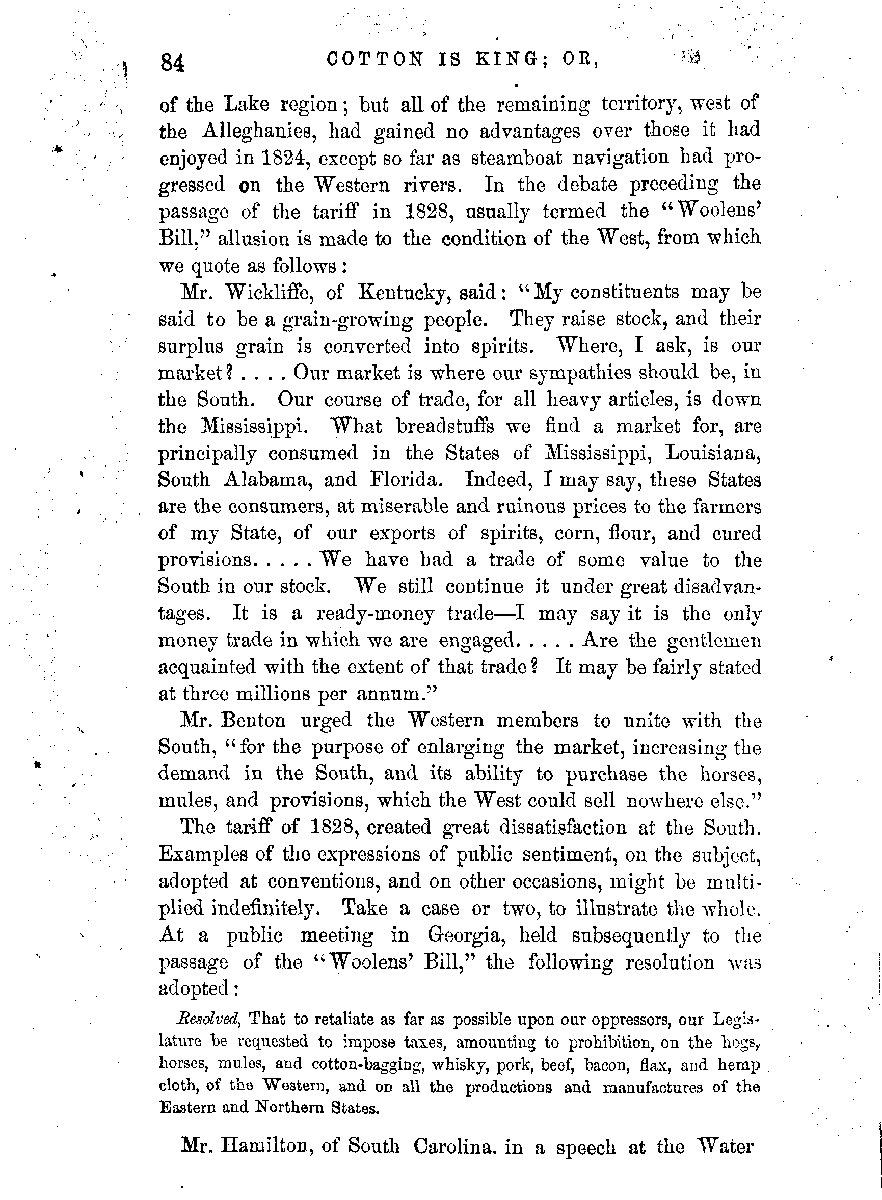 84 COTTON IS KING; OR,
of the Lake region; but all of the remaining territory, west of
the Alleghanies, had gained no advantages over those it had
enjoyed in 1824, except so far as steamboat navigation had pro-
gressed on the Western rivers. In the debate preceding the
passage of the tariff in 1828, usually termed the “Woolens’
Bill,” allusion is made to the condition of the West, from which
we quote as follows:
Mr. Wickliffe, of Kentucky, said: “My constituents may be
said to be a grain-growing people. They raise stock, and their
surplus grain is converted into spirits. Where, I ask, is our
market? . . . . Our market is where our sympathies should be, in
the South. Our course of trade, for all heavy articles, is down
the Mississippi. What breadstuffs we find a market for, are
principally consumed in the States of Mississippi, Louisiana,
South Alabama, and Florida. Indeed, I may say, these States
are the consumers, at miserable and ruinous prices to the farmers
of my State, of our exports of spirits, corn, flour, and cured
provisions. . . . . We have had a trade of some value to the
South in our stock. We still continue it under great disadvan-
tages. It is a ready-money trade—I may say it is the only
money trade in which we are engaged. . . . . Are the gentlemen
acquainted with the extent of that trade? It may be fairly stated
at three millions per annum.”
Mr. Benton urged the Western members to unite with the
South, “for the purpose of enlarging the market, increasing the
demand in the South, and its ability to purchase the horses,
mules, and provisions, which the West could sell nowhere else.”
The tariff of 1828, created great dissatisfaction at the South.
Examples of the expressions of public sentiment, on the subject,
adopted at conventions, and on other occasions, might be multi-
plied indefinitely. Take a case or two, to illustrate the whole.
At a public meeting in Georgia, held subsequently to the
passage of the “Woolens’ Bill,” the following resolution was
adopted:
Resolved, That to retaliate as far as possible upon our oppressors, our Legis-
lature be requested to impose taxes, amounting to prohibition, on the hogs,
horses, mules, and cotton-bagging, whisky, pork, beef, bacon, flax, and hemp
cloth, of the Western, and on all the productions and manufactures of the
Eastern and Northern States.
Mr. Hamilton, of South Carolina. in a speech at the Water